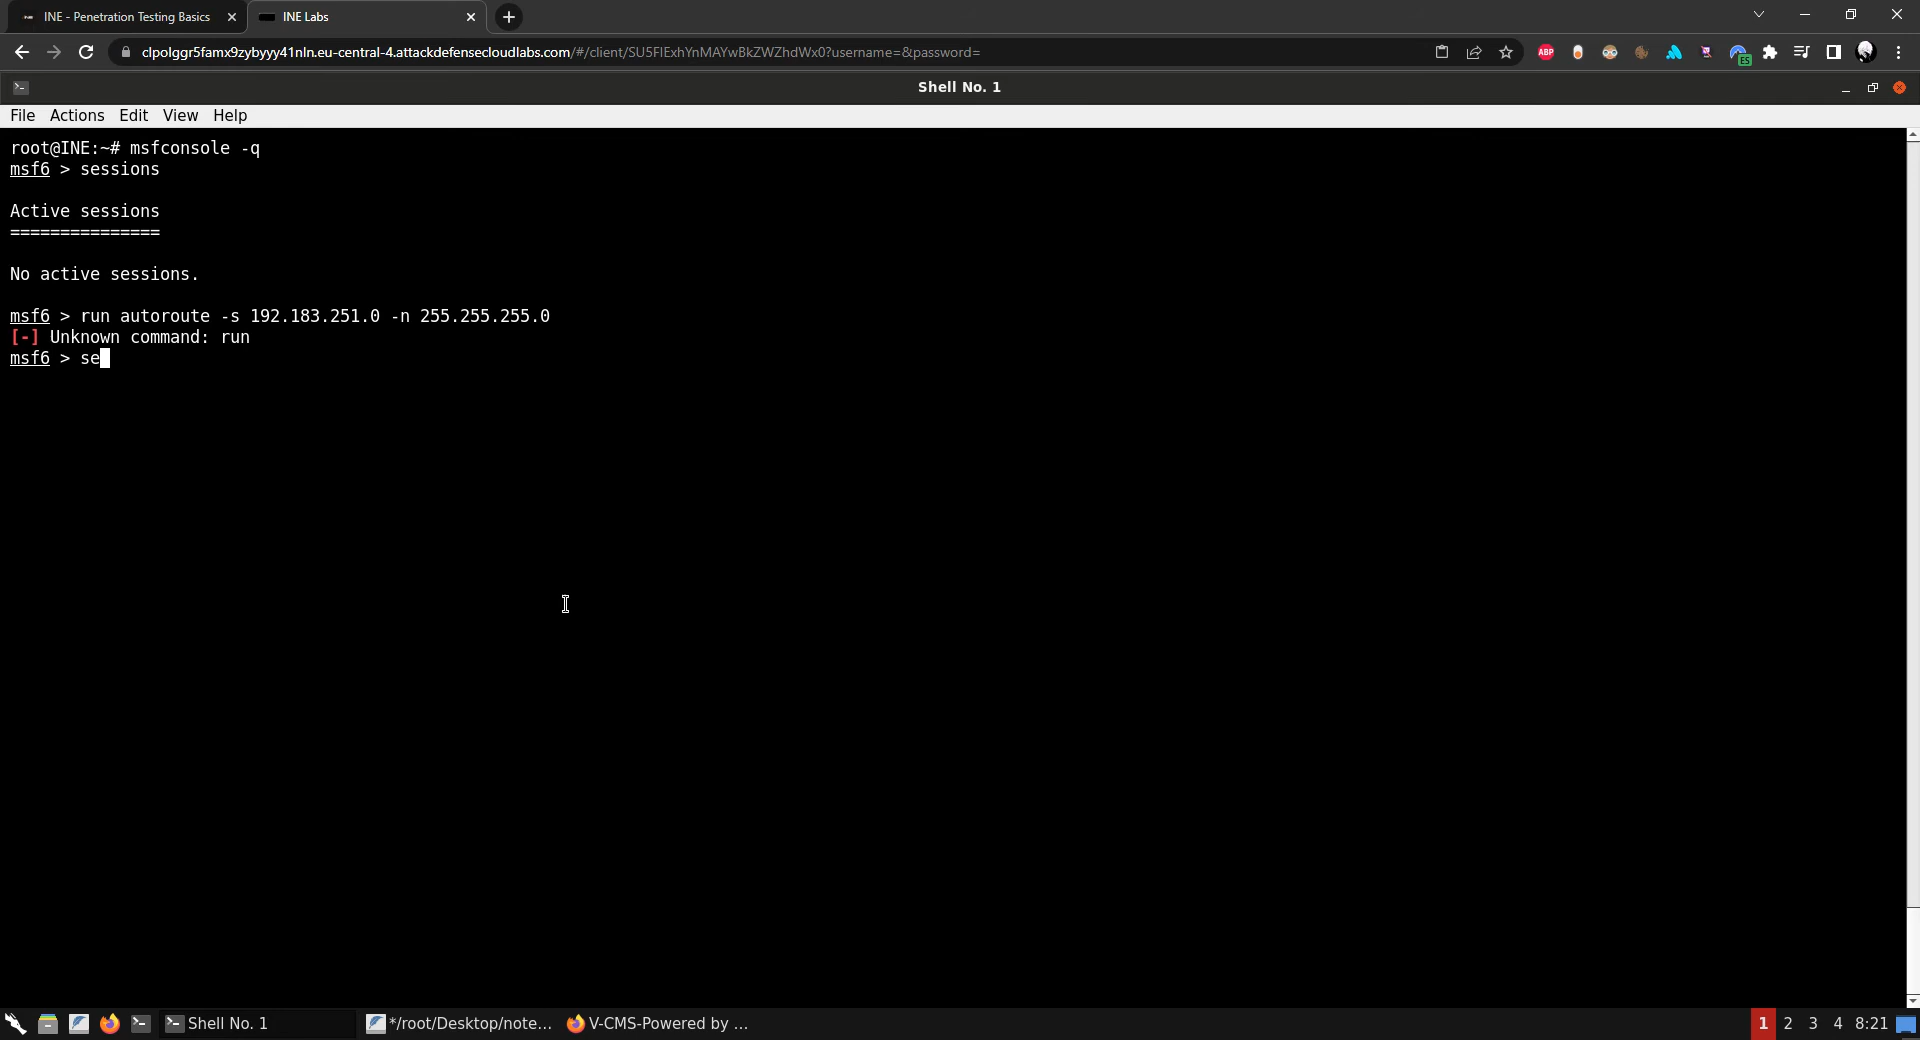 INE - Penetration Testing Basics
INE Labs
clpolggr5famx9zybyyy41nln.eu-central-4.attackdefensecloudlabs.com/#/client/SU5FIExhYnMAYwBkZWZhdWx0?username=&password=
ABP
ES
Shell No. 1
File Actions Edit View Help
root@INE:~# msfconsole -q
msf6 > sessions
Active sessions
===============
No active sessions.
msf6 > run autoroute -s 192.183.251.0 -n 255.255.255.0
[-] Unknown command: run
msf6 > se
Shell No. 1
*/root/Desktop/note...
V-CMS-Powered by ...
1 2 3 4 8:21